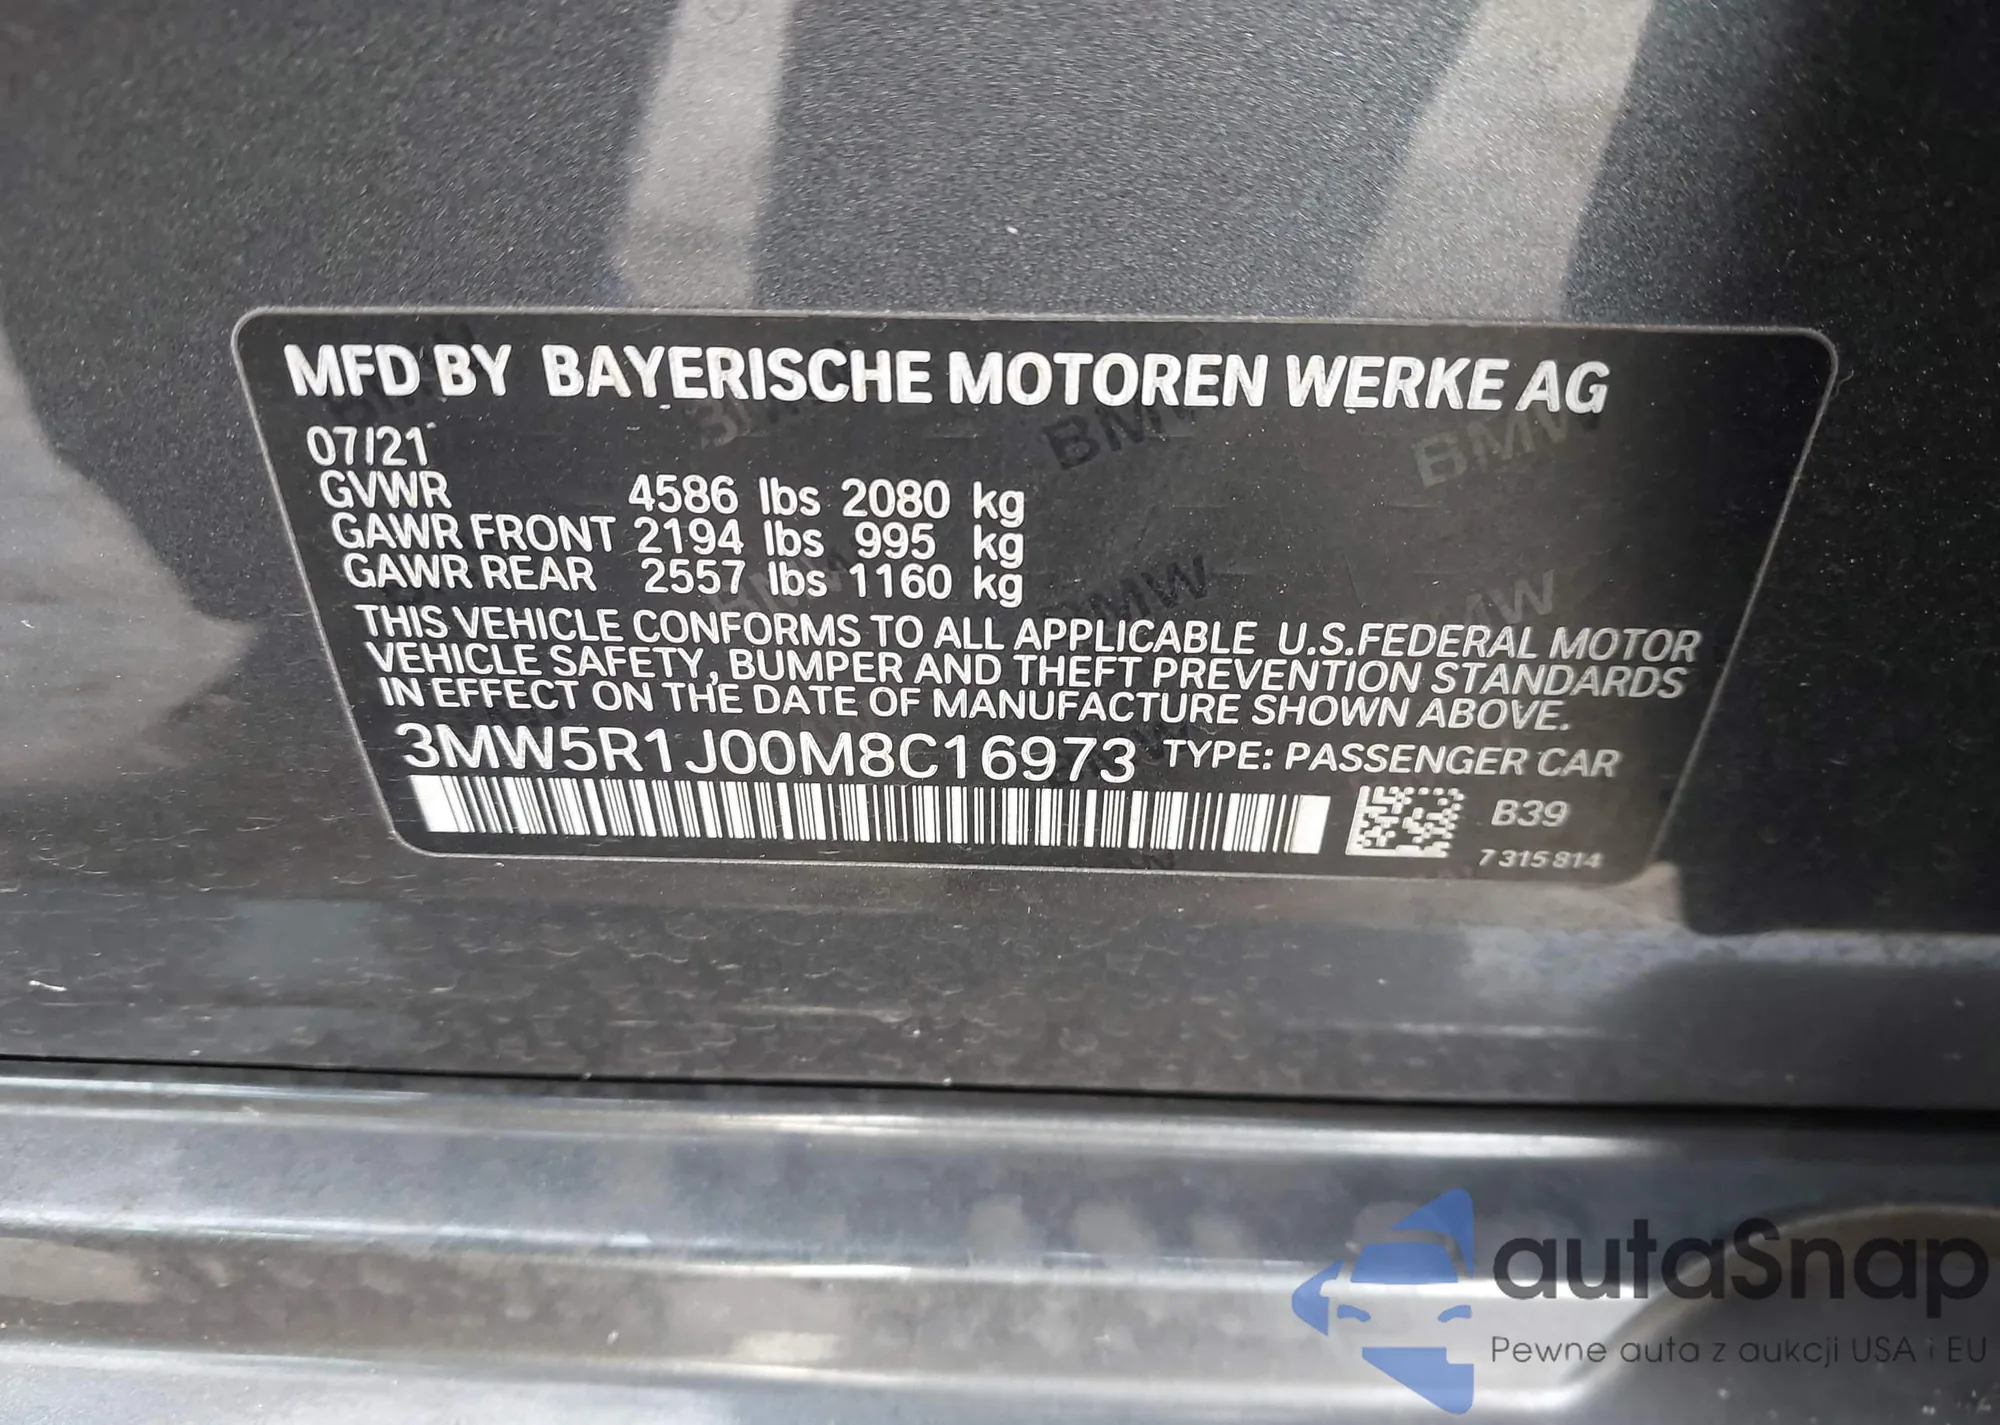 MFD BY BAYERISCHE MOTOREN WERKE AG
07/21
GVWR 4586 lbs 2080 kg
GAWR FRONT 2194 lbs 995 kg
GAWR REAR 2557 lbs 1160 kg
THIS VEHICLE CONFORMS TO ALL APPLICABLE U.S.FEDERAL MOTOR
VEHICLE SAFETY, BUMPER AND THEFT PREVENTION STANDARDS
IN EFFECT ON THE DATE OF MANUFACTURE SHOWN ABOVE.
3MW5R1J00M8C16973 TYPE: PASSENGER CAR
B39
7 315 814
autaSnap
Pewne auta z aukcji USA i EU